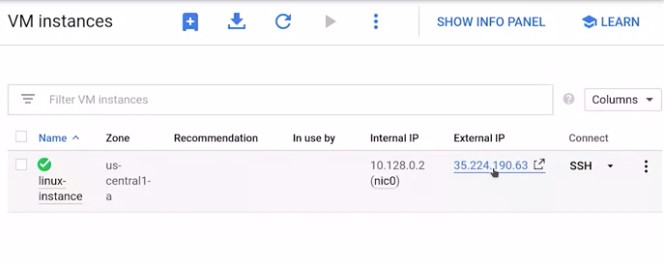 VM instances SHOW INFO PANEL LEARN
Filter VM instances Columns
Name Zone Recommendation In use by Internal IP External IP Connect
linux-instance us-central1-a 10.128.0.2 (nic0) 35.224.190.63 SSH